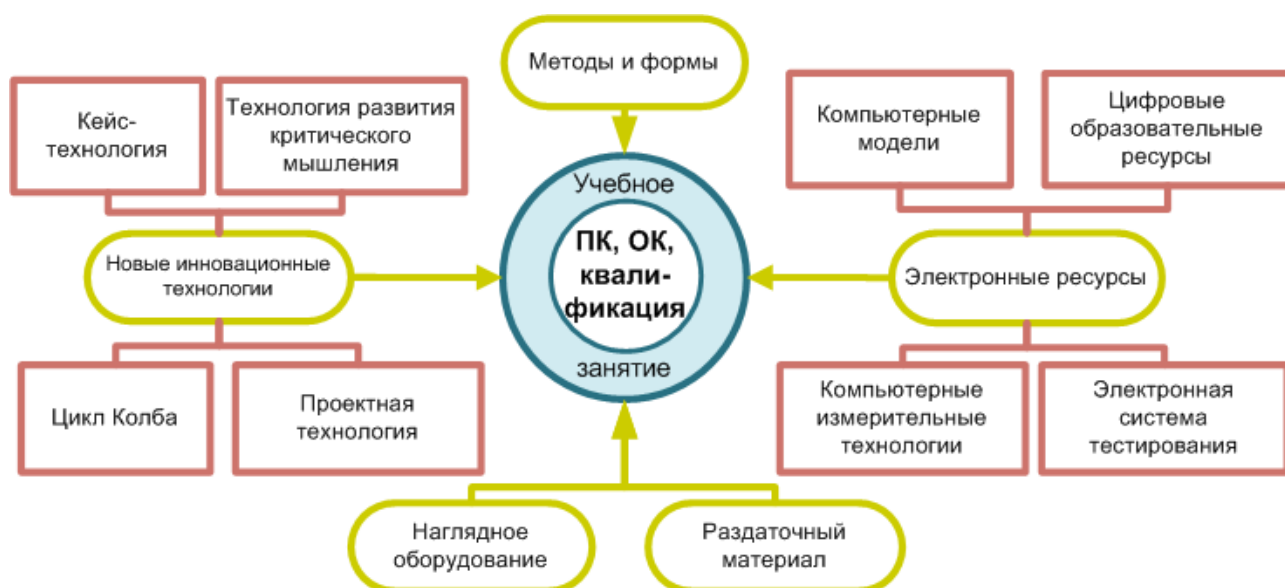 Методы и формы
Кейс-
технология
Технология развития
критического
мышления
Новые инновационные
технологии
Цикл Колба
Проектная
технология
Учебное
ПК, ОК,
квали-
фикация
занятие
Компьютерные
модели
Цифровые
образовательные
ресурсы
Электронные ресурсы
Компьютерные
измерительные
технологии
Электронная
система
тестирования
Наглядное
оборудование
Раздаточный
материал